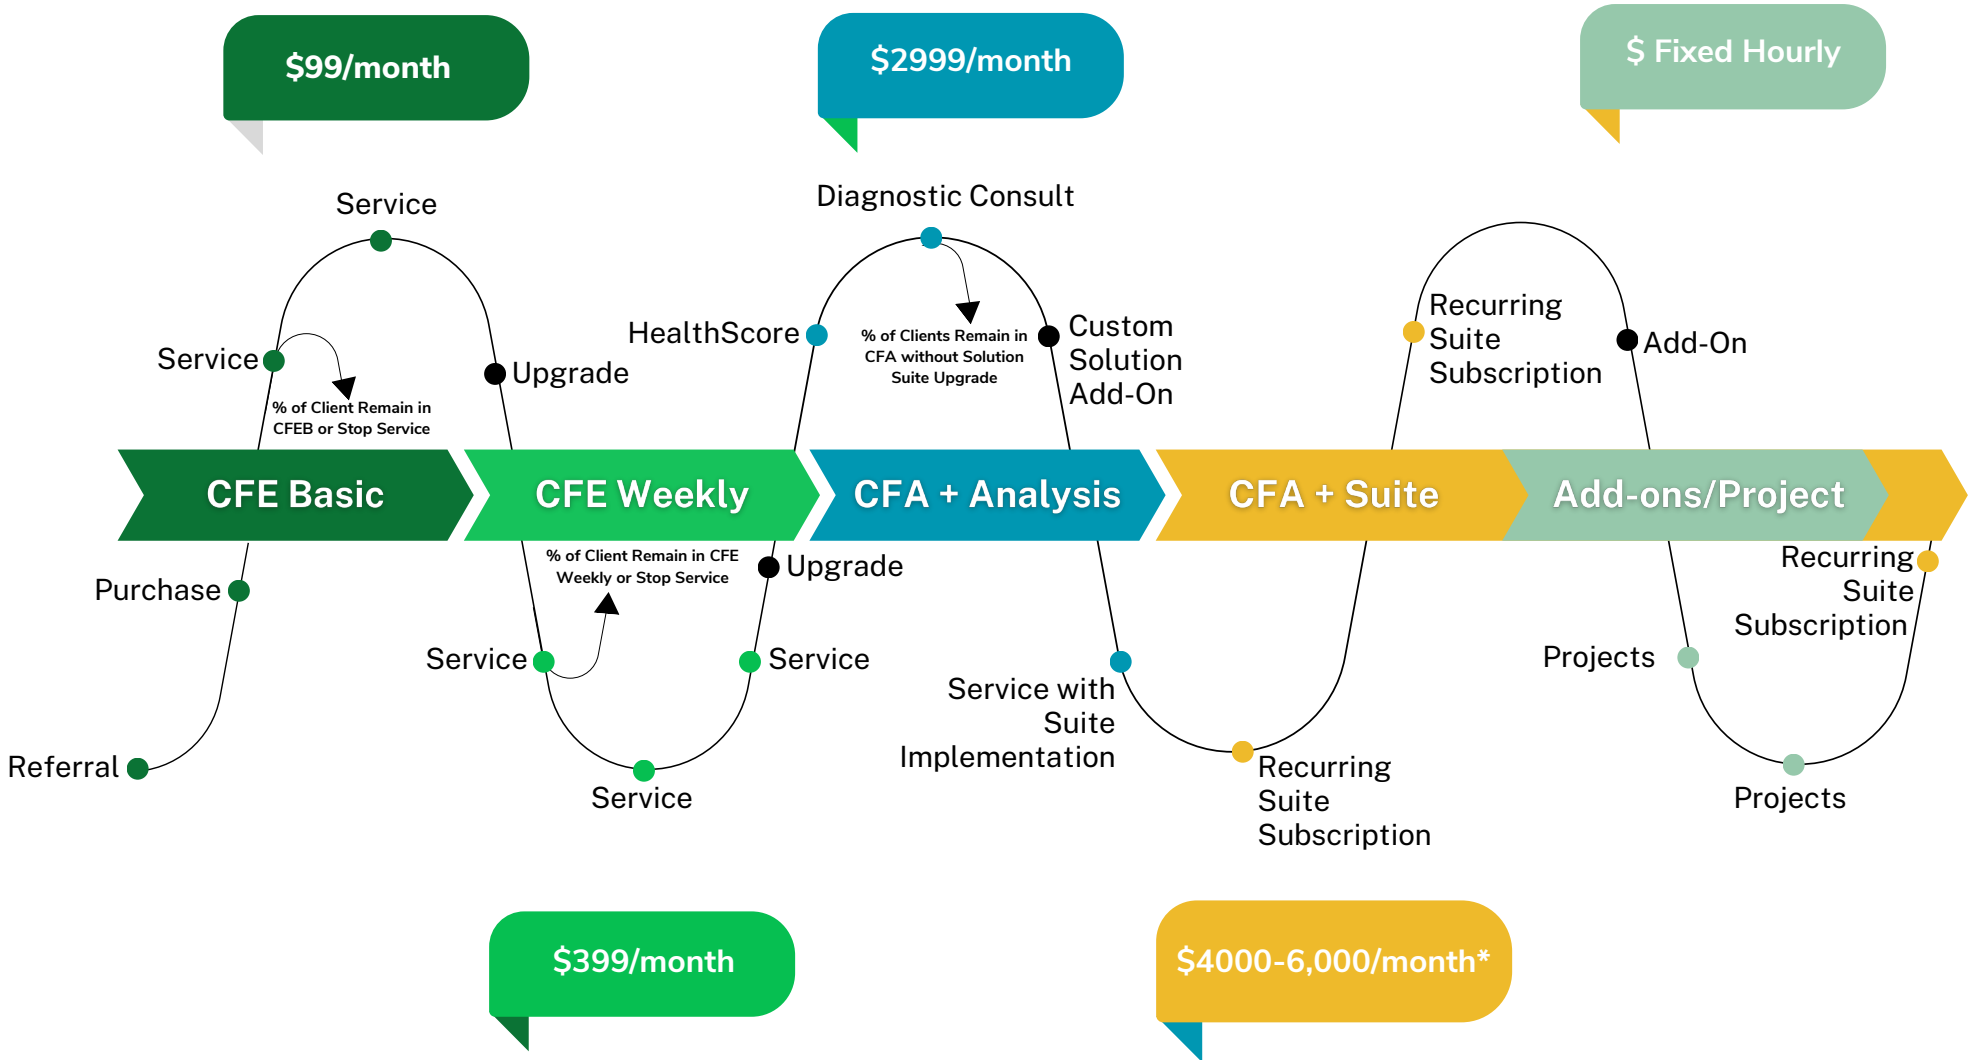 $99/month
$2999/month
$ Fixed Hourly
Service
Diagnostic Consult
Service
% of Client Remain in
CFEB or Stop Service
Upgrade
HealthScore
% of Clients Remain in
CFA without Solution
Suite Upgrade
Custom
Solution
Add-On
Recurring
Suite
Subscription
Add-On
CFE Basic
CFE Weekly
CFA + Analysis
CFA + Suite
Add-ons/Project
Purchase
Referral
% of Client Remain in CFE
Weekly or Stop Service
Upgrade
Service
Service
Service
Service with
Suite
Implementation
Recurring
Suite
Subscription
Projects
Projects
Recurring
Suite
Subscription
$399/month
$4000-6,000/month*